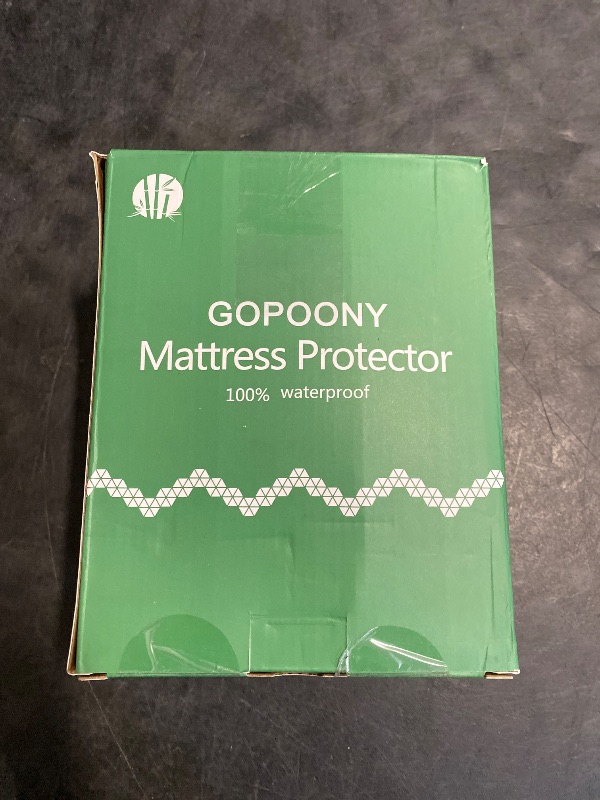 GOPOONY
Mattress Protector
100% waterproof